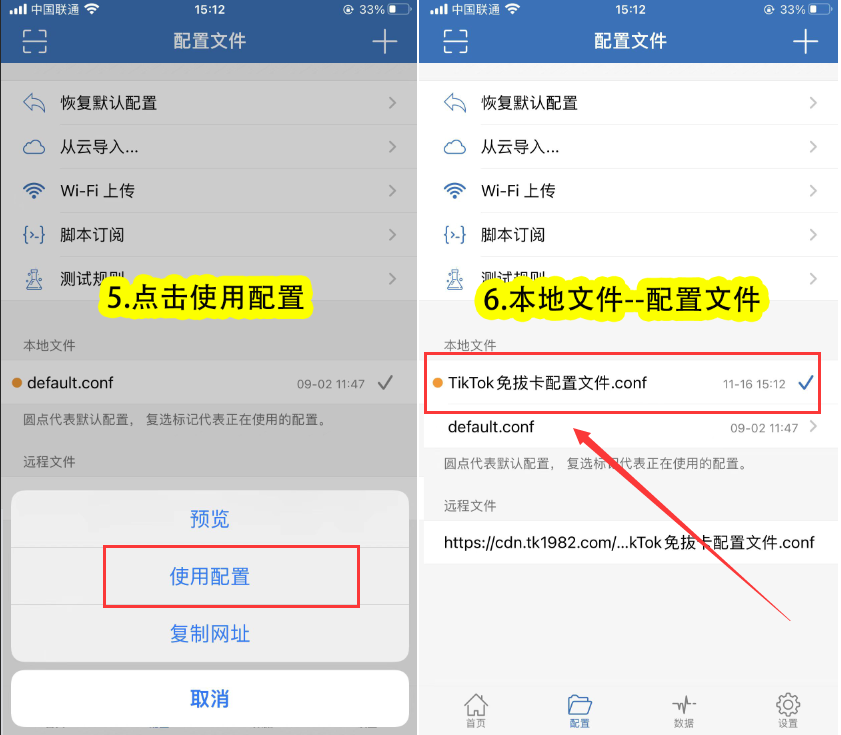 中国联通
15:12
33%
配置文件
恢复默认配置
从云导入...
Wi-Fi 上传
脚本订阅
测试规则
5.点击使用配置
本地文件
default.conf
09-02 11:47
圆点代表默认配置， 复选标记代表正在使用的配置。
远程文件
预览
使用配置
复制网址
取消
中国联通
15:12
33%
配置文件
恢复默认配置
从云导入...
Wi-Fi 上传
脚本订阅
测试规则
6.本地文件--配置文件
本地文件
TikTok免拔卡配置文件.conf
11-16 15:12
default.conf
09-02 11:47
圆点代表默认配置， 复选标记代表正在使用的配置。
远程文件
https://cdn.tk1982.com/...kTok免拔卡配置文件.conf
首页
配置
数据
设置